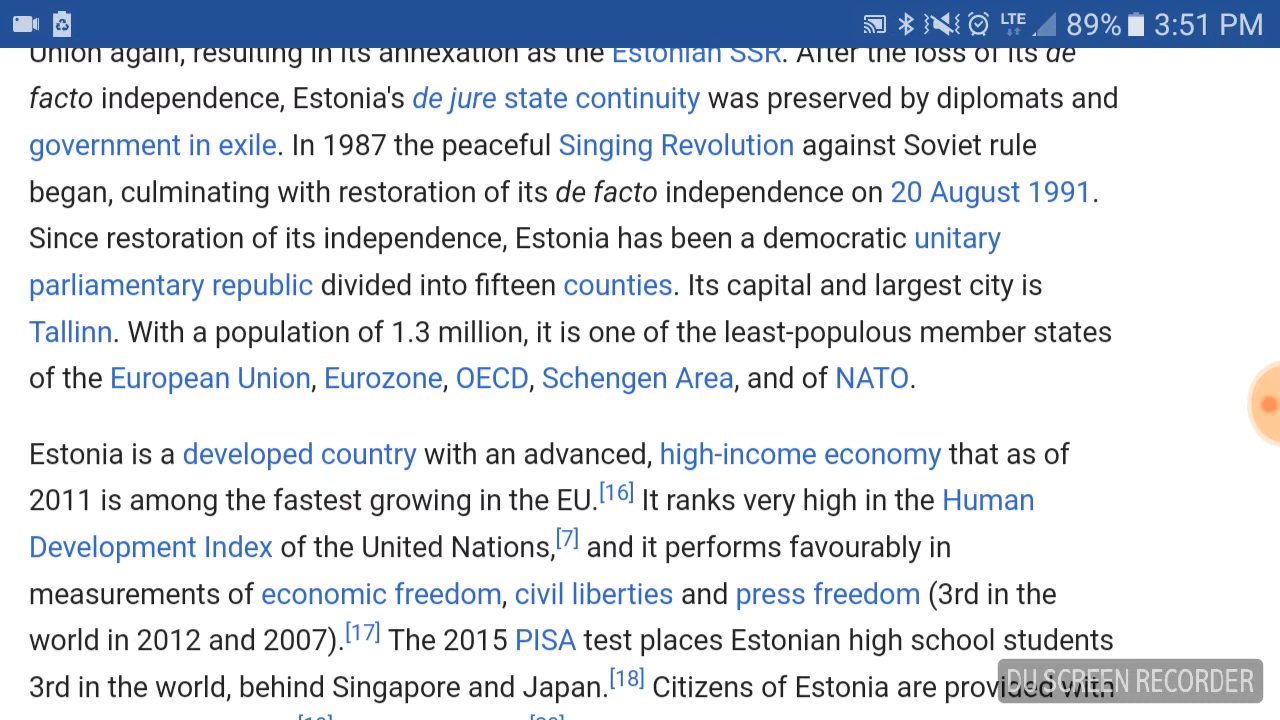 LTE 89% 3:51 PM
Union again, resulting in its annexation as the Estonian SSR. After the loss of its de
facto independence, Estonia's de jure state continuity was preserved by diplomats and
government in exile. In 1987 the peaceful Singing Revolution against Soviet rule
began, culminating with restoration of its de facto independence on 20 August 1991.
Since restoration of its independence, Estonia has been a democratic unitary
parliamentary republic divided into fifteen counties. Its capital and largest city is
Tallinn. With a population of 1.3 million, it is one of the least-populous member states
of the European Union, Eurozone, OECD, Schengen Area, and of NATO.
Estonia is a developed country with an advanced, high-income economy that as of
2011 is among the fastest growing in the EU.[16] It ranks very high in the Human
Development Index of the United Nations,[7] and it performs favourably in
measurements of economic freedom, civil liberties and press freedom (3rd in the
world in 2012 and 2007).[17] The 2015 PISA test places Estonian high school students
3rd in the world, behind Singapore and Japan.[18] Citizens of Estonia are provided with
DU SCREEN RECORDER